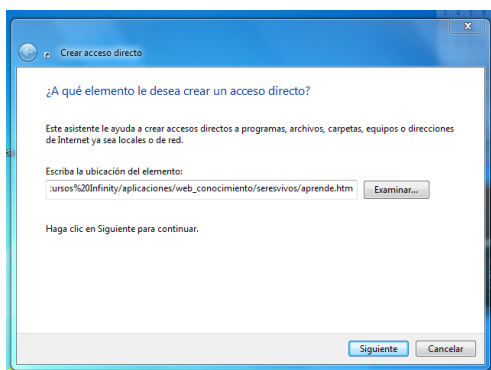 Crear acceso directo
¿A qué elemento le desea crear un acceso directo?
Este asistente le ayuda a crear accesos directos a programas, archivos, carpetas, equipos o direcciones
de Internet ya sea locales o de red.
Escriba la ubicación del elemento:
:ursos%20Infinity/aplicaciones/web_conocimiento/seresvivos/aprende.htm
Examinar...
Haga clic en Siguiente para continuar.
Siguiente
Cancelar